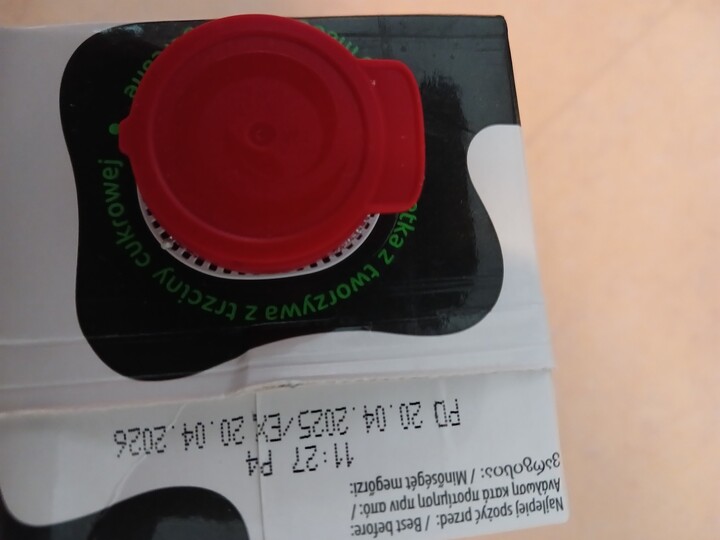 Najlepiej spożyć przed: / Best before:
Ανάλωση κατά προτίμηση πριν από: /
ვარგისია: / Minőségét megőrzi:
11:27 P4
PD 20.04.2025/Ex. 20.04.2026
z tworzywa z trzciny cukrowej